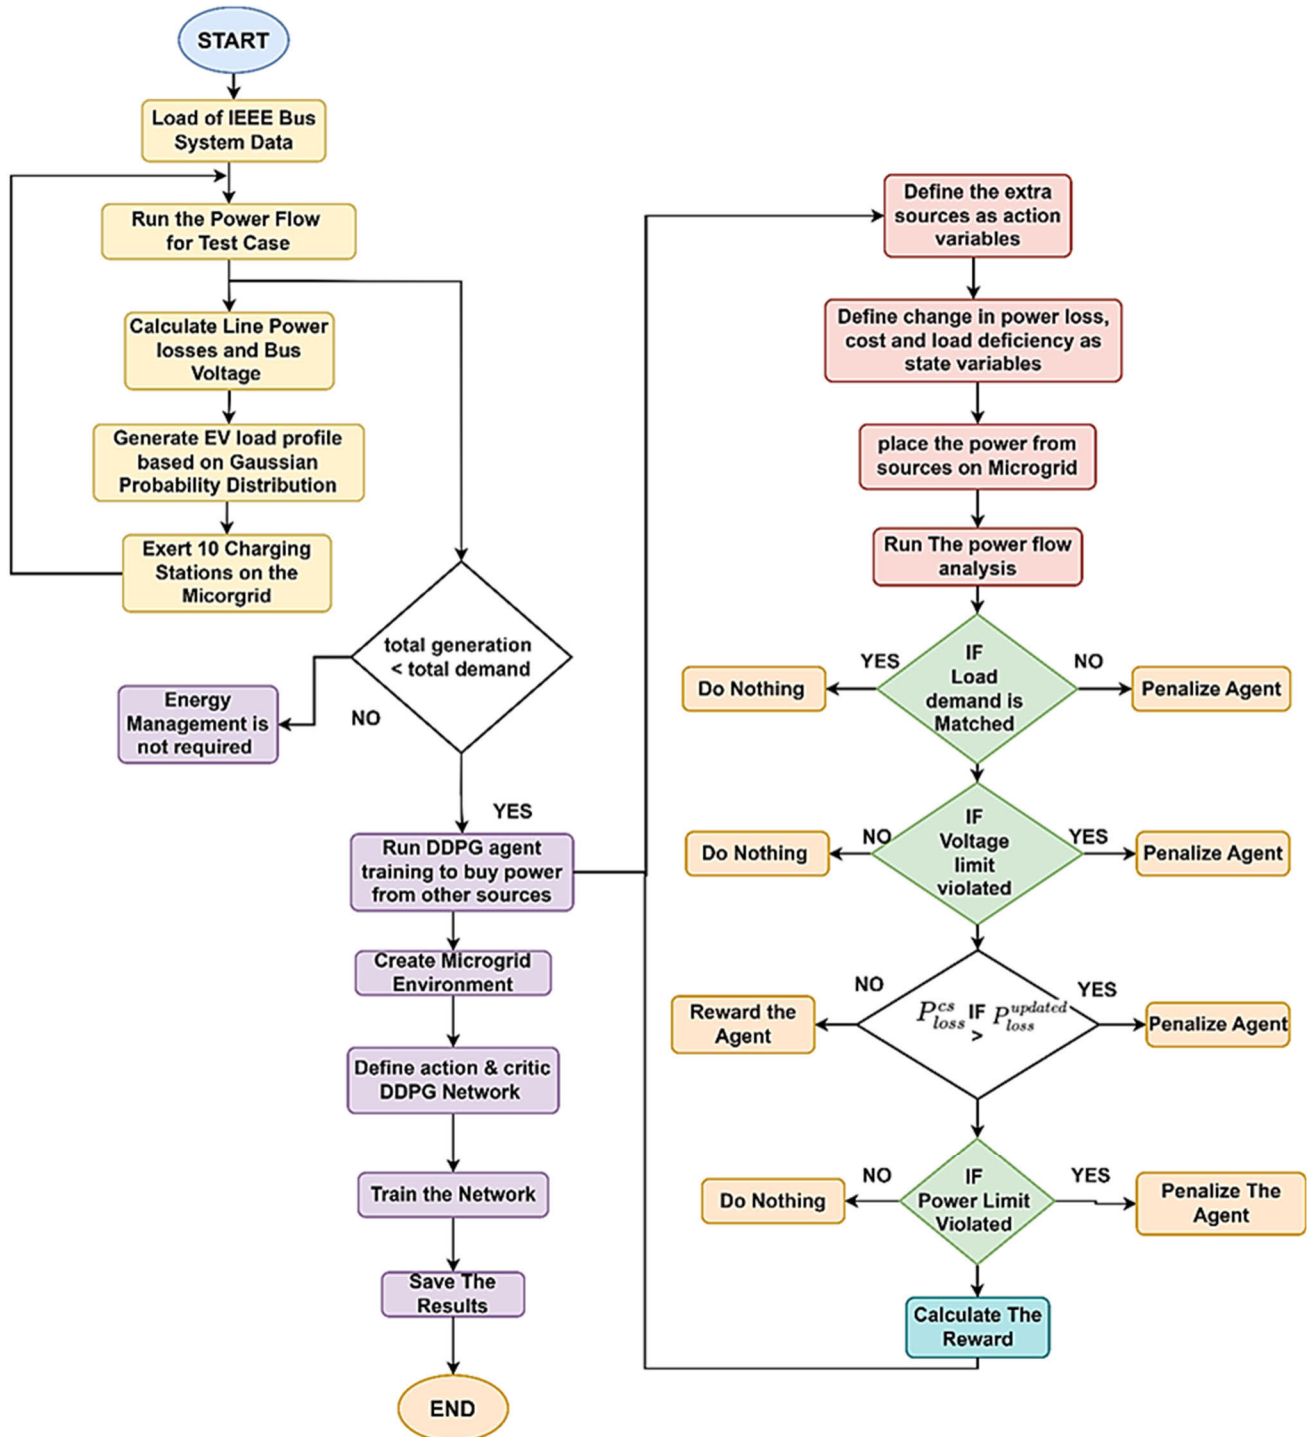 START
Load of IEEE Bus
System Data
Run the Power Flow
for Test Case
Calculate Line Power
losses and Bus
Voltage
Generate EV load profile
based on Gaussian
Probability Distribution
Exert 10 Charging
Stations on the
Micorgrid
total generation
< total demand
NO
Energy
Management is
not required
YES
Run DDPG agent
training to buy power
from other sources
Create Microgrid
Environment
Define action & critic
DDPG Network
Train the Network
Save The
Results
END
Define the extra
sources as action
variables
Define change in power loss,
cost and load deficiency as
state variables
place the power from
sources on Microgrid
Run The power flow
analysis
IF
Load
demand is
Matched
YES
Do Nothing
NO
Penalize Agent
IF
Voltage
limit
violated
NO
Do Nothing
YES
Penalize Agent
P_{loss}^{cs} IF P_{loss}^{updated}
>
NO
Reward the
Agent
YES
Penalize Agent
IF
Power Limit
Violated
NO
Do Nothing
YES
Penalize The
Agent
Calculate The
Reward